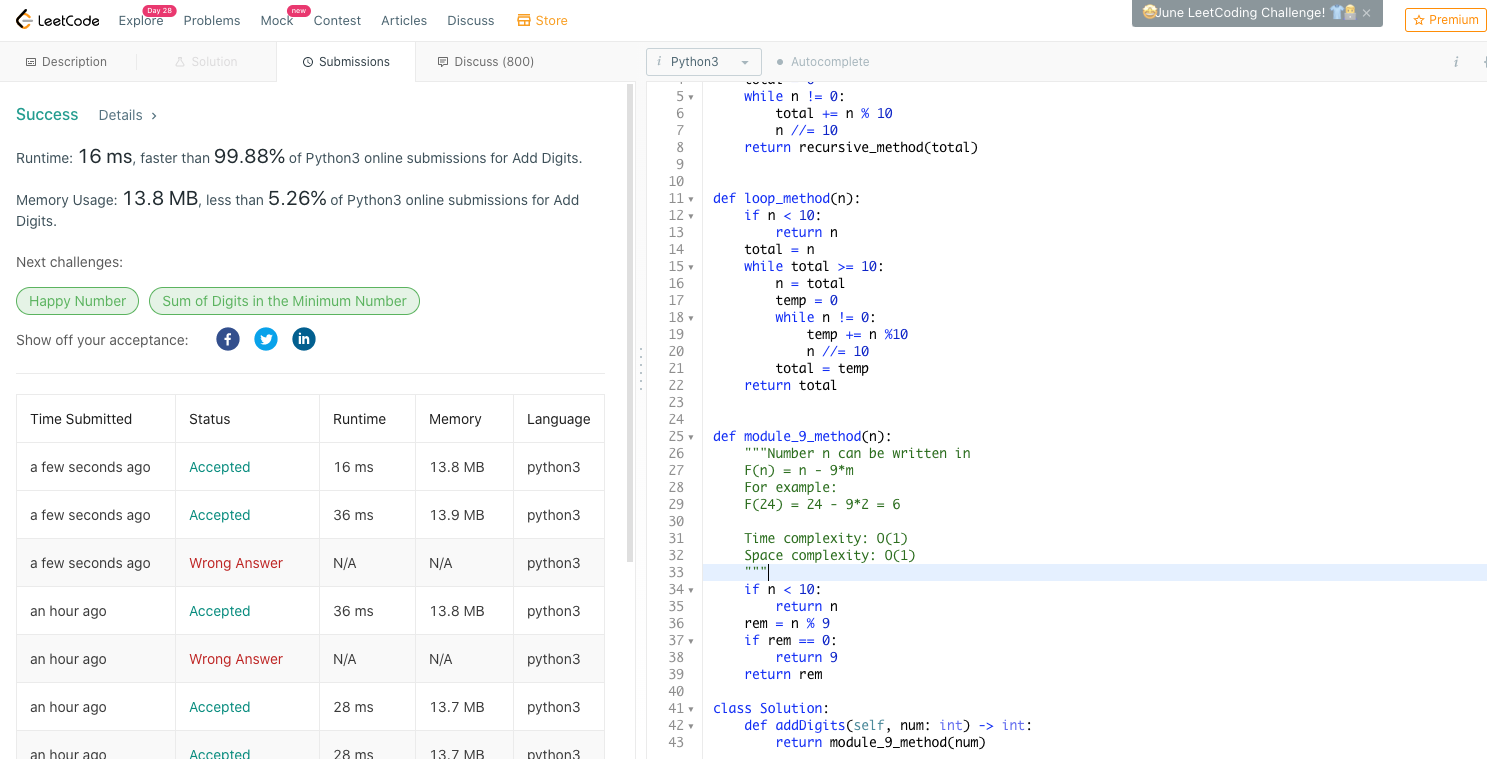 LeetCode
Explore
Day 28
Problems
Mock
new
Contest
Articles
Discuss
Store
🤩June LeetCoding Challenge! ×
Premium
Description
Solution
Submissions
Discuss (800)
i Python3
Autocomplete
i
Success
Details >
Runtime: 16 ms, faster than 99.88% of Python3 online submissions for Add Digits.
Memory Usage: 13.8 MB, less than 5.26% of Python3 online submissions for Add
Digits.
Next challenges:
Happy Number
Sum of Digits in the Minimum Number
Show off your acceptance:
f
in
Time Submitted Status Runtime Memory Language
a few seconds ago Accepted 16 ms 13.8 MB python3
a few seconds ago Accepted 36 ms 13.9 MB python3
a few seconds ago Wrong Answer N/A N/A python3
an hour ago Accepted 36 ms 13.8 MB python3
an hour ago Wrong Answer N/A N/A python3
an hour ago Accepted 28 ms 13.7 MB python3
an hour ago Accepted 28 ms 13.7 MB python3
5 while n != 0:
6 total += n % 10
7 n //= 10
8 return recursive_method(total)
9
10
11 def loop_method(n):
12 if n < 10:
13 return n
14 total = n
15 while total >= 10:
16 n = total
17 temp = 0
18 while n != 0:
19 temp += n %10
20 n //= 10
21 total = temp
22 return total
23
24
25 def module_9_method(n):
26 """Number n can be written in
27 F(n) = n - 9*m
28 For example:
29 F(24) = 24 - 9*2 = 6
30
31 Time complexity: O(1)
32 Space complexity: O(1)
33 """
34 if n < 10:
35 return n
36 rem = n % 9
37 if rem == 0:
38 return 9
39 return rem
40
41 class Solution:
42 def addDigits(self, num: int) -> int:
43 return module_9_method(num)